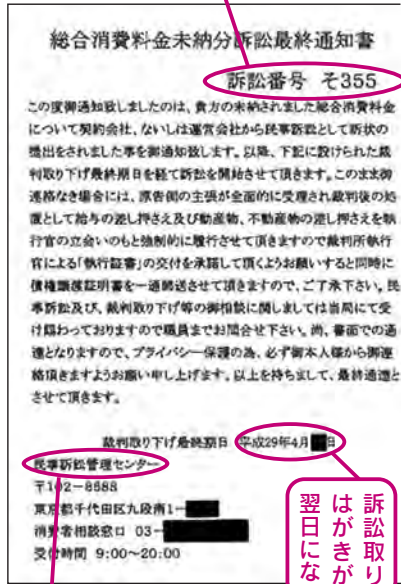 総合消費料金未納分訴訟最終通知書
訴訟番号 そ355
この度御通知致しましたのは、貴方の未納されました総合消費料金
について契約会社、ないしは運営会社から民事訴訟として訴状の
提出をされました事を御通知致します。以降、下記に設けられた裁
判取り下げ最終期日を経て訴訟を開始させて頂きます。このまま御
連絡なき場合には、原告側の主張が全面的に受理され裁判後の処
置として給与の差し押さえ及び動産物、不動産物の差し押さえを執
行官の立会いのもと強制的に履行させて頂きますので裁判所執行
官による「執行証書」の交付を承諾して頂くようお願いすると同時に
債権譲渡証明書を一通郵送させて頂きますので、ご了承下さい。民
事訴訟及び、裁判取り下げ等の御相談に関しましては当局にて受
け賜わっておりますので職員までお問合せ下さい。尚、書面での通
達となりますので、プライバシー保護の為、必ず御本人様から御連
絡頂きますようお願い申し上げます。以上を持ちまして、最終通達と
させて頂きます。
裁判取り下げ最終期日 平成29年4月 日
民事訴訟管理センター
〒102-8688
東京都千代田区九段南1-
消費者相談窓口 03-
受付時間 9:00~20:00
訴訟取り
はがきが
翌日にな